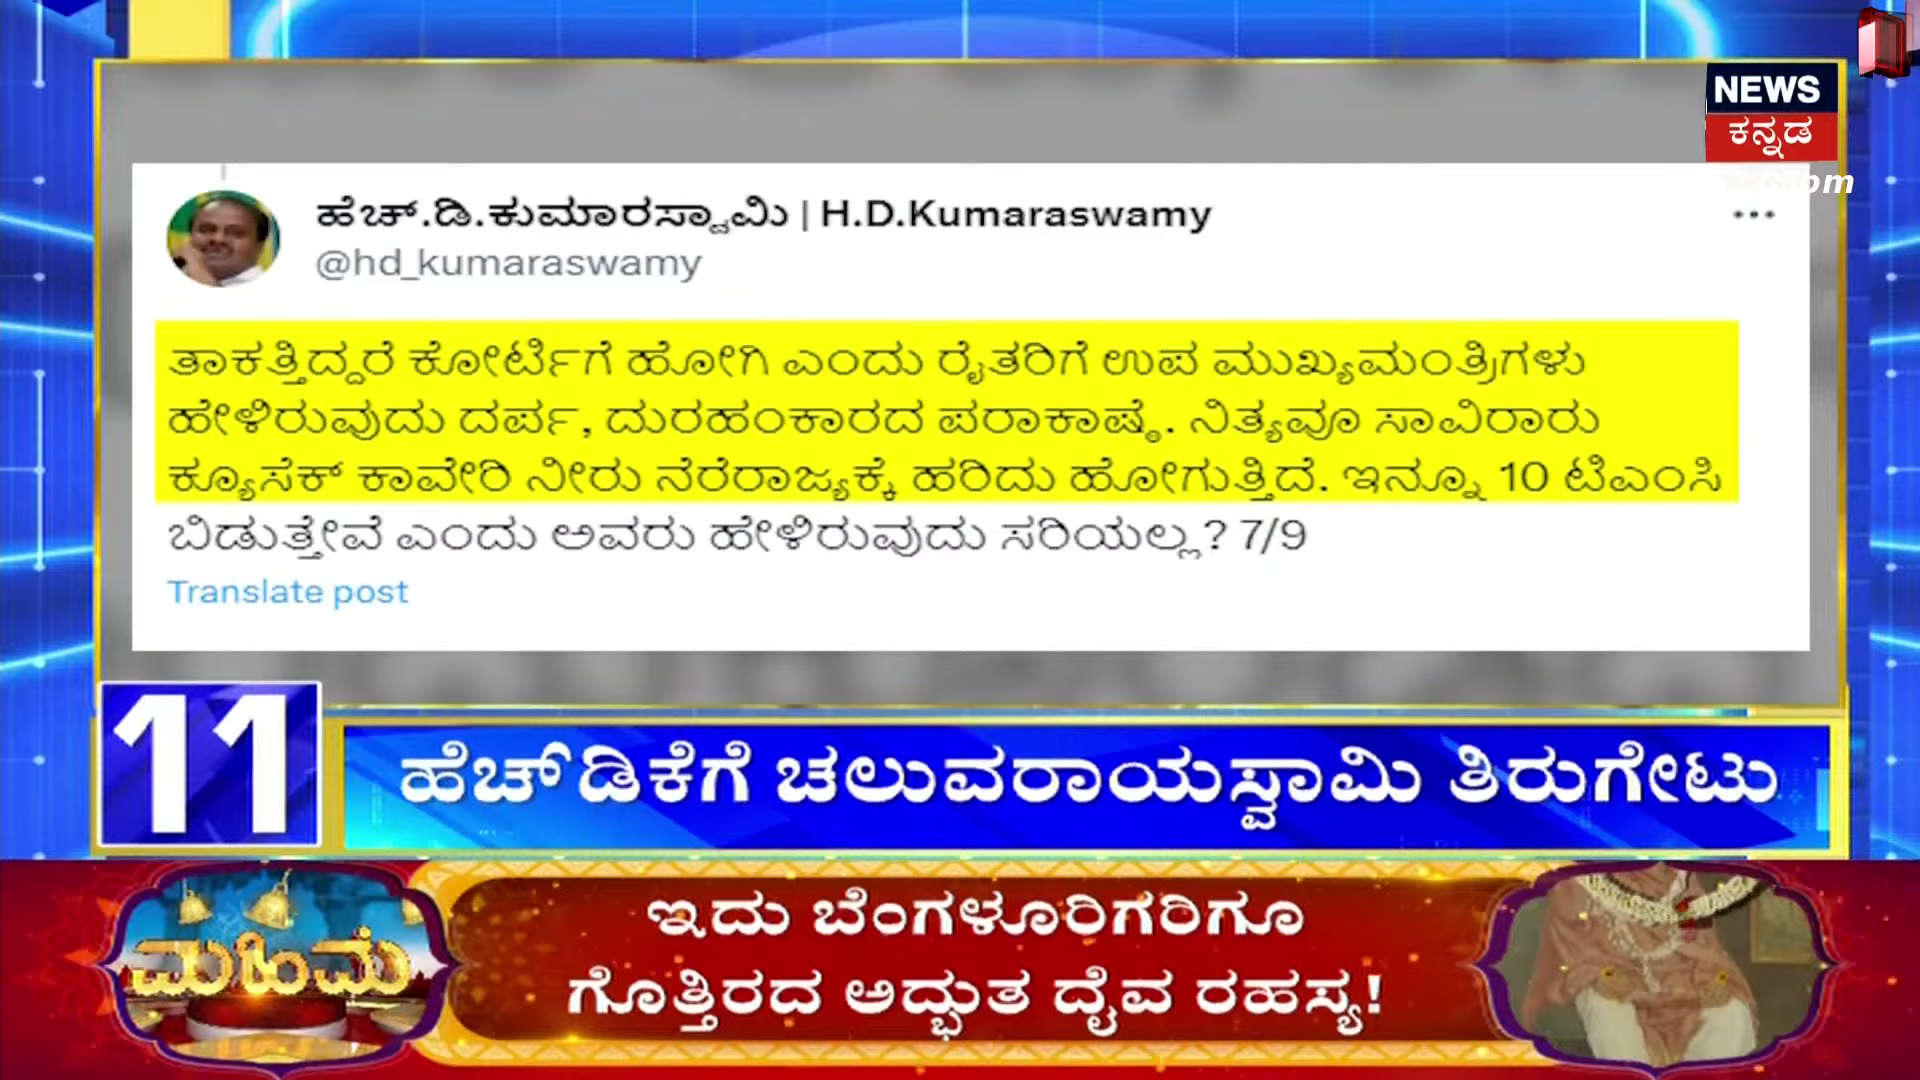 NEWS
ಕನ್ನಡ
ಹೆಚ್.ಡಿ.ಕುಮಾರಸ್ವಾಮಿ | H.D.Kumaraswamy
@hd_kumaraswamy
ತಾಕತ್ತಿದ್ದರೆ ಕೋರ್ಟಿಗೆ ಹೋಗಿ ಎಂದು ರೈತರಿಗೆ ಉಪ ಮುಖ್ಯಮಂತ್ರಿಗಳು
ಹೇಳಿರುವುದು ದರ್ಪ, ದುರಹಂಕಾರದ ಪರಾಕಾಷ್ಠೆ. ನಿತ್ಯವೂ ಸಾವಿರಾರು
ಕ್ಯೂಸೆಕ್ ಕಾವೇರಿ ನೀರು ನೆರೆರಾಜ್ಯಕ್ಕೆ ಹರಿದು ಹೋಗುತ್ತಿದೆ. ಇನ್ನೂ 10 ಟಿಎಂಸಿ
ಬಿಡುತ್ತೇವೆ ಎಂದು ಅವರು ಹೇಳಿರುವುದು ಸರಿಯಲ್ಲ? 7/9
Translate post
11
ಹೆಚ್‌ಡಿಕೆಗೆ ಚಲುವರಾಯಸ್ವಾಮಿ ತಿರುಗೇಟು
ಮಹಿಮೆ
ಇದು ಬೆಂಗಳೂರಿಗರಿಗೂ
ಗೊತ್ತಿರದ ಅದ್ಭುತ ದೈವ ರಹಸ್ಯ!